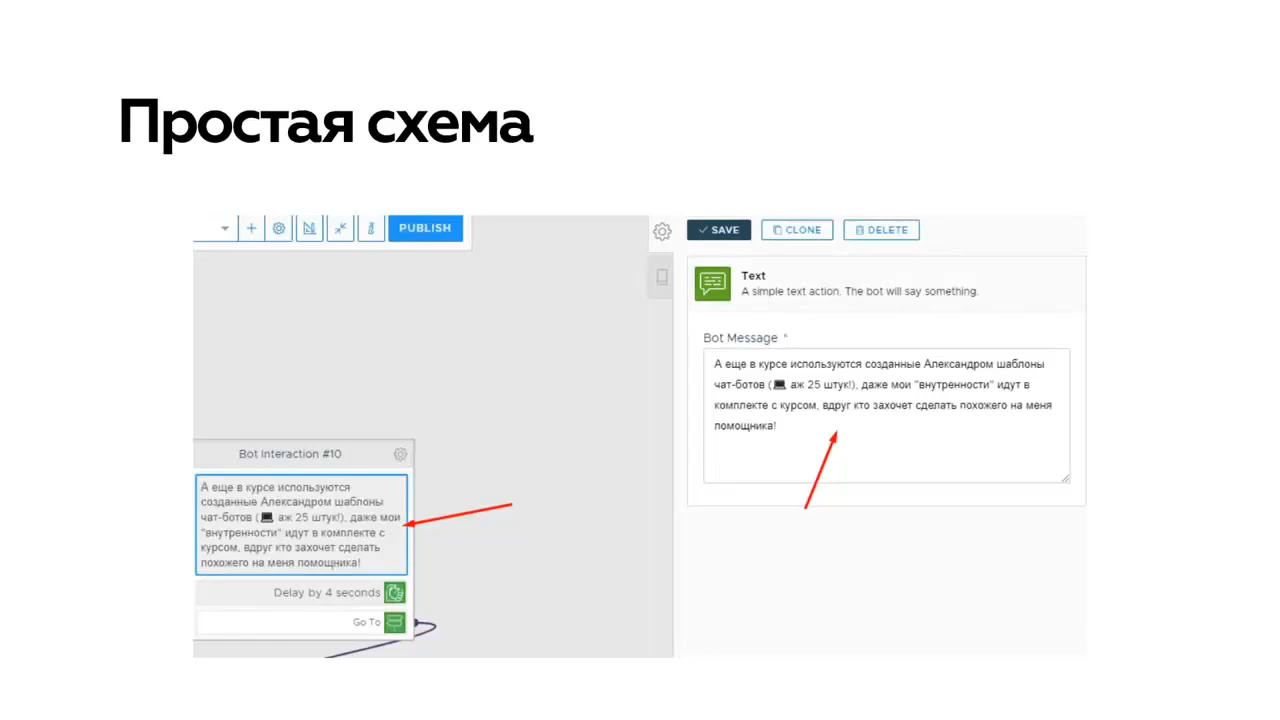 Простая схема
PUBLISH
SAVE
CLONE
DELETE
Text
A simple text action. The bot will say something.
Bot Message *
А еще в курсе используются созданные Александром шаблоны
чат-ботов (💻 аж 25 штук!), даже мои "внутренности" идут в
комплекте с курсом, вдруг кто захочет сделать похожего на меня
помощника!
Bot Interaction #10
А еще в курсе используются
созданные Александром шаблоны
чат-ботов (💻 аж 25 штук!), даже мои
"внутренности" идут в комплекте с
курсом, вдруг кто захочет сделать
похожего на меня помощника!
Delay by 4 seconds
Go To